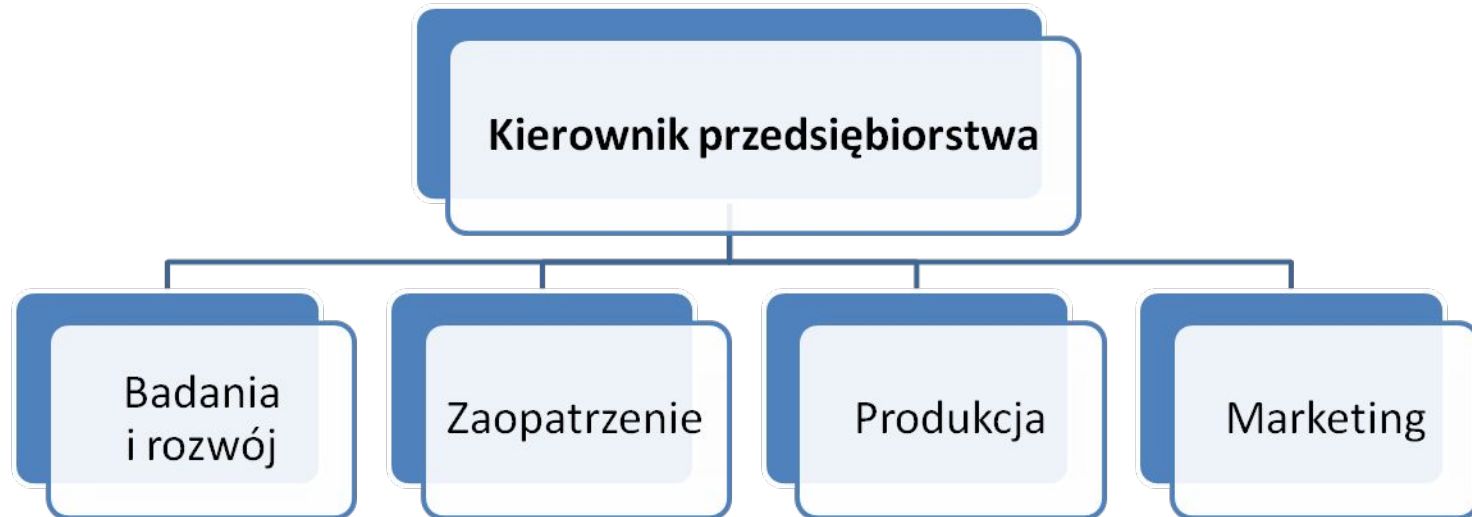 Kierownik przedsiębiorstwa
Badania
i rozwój
Zaopatrzenie
Produkcja
Marketing